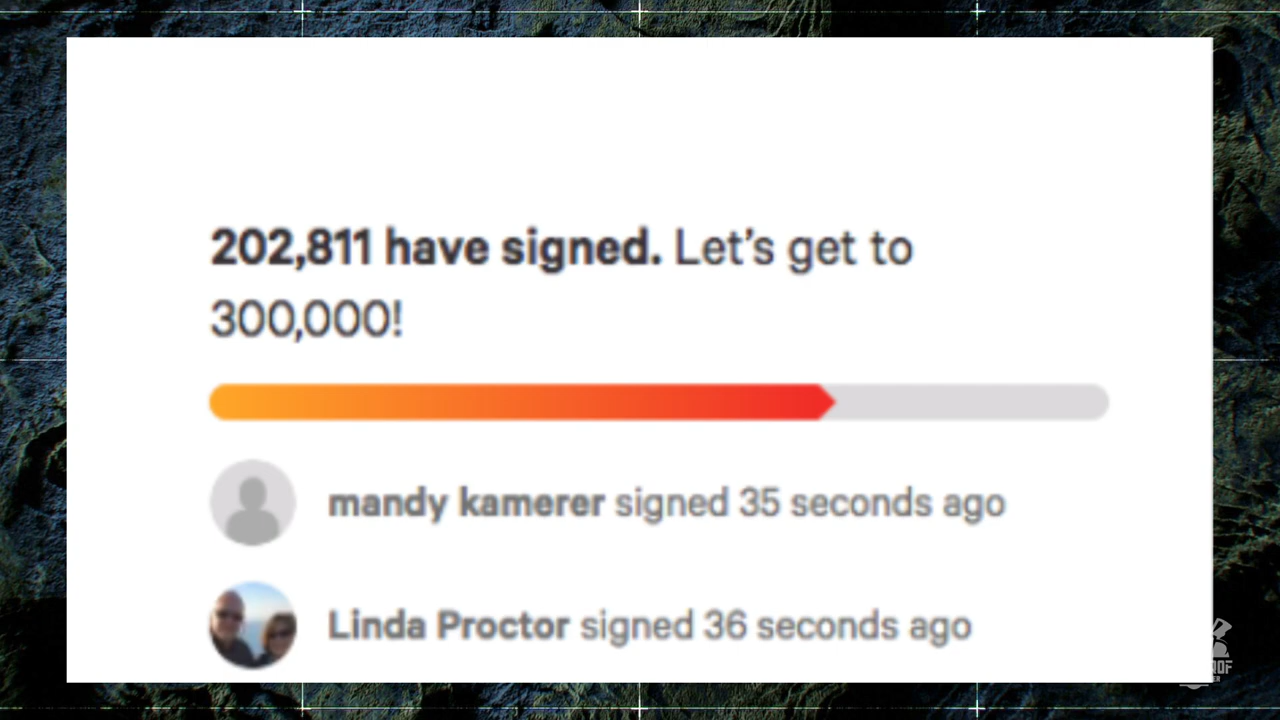 202,811 have signed. Let's get to
300,000!
mandy kamerer signed 35 seconds ago
Linda Proctor signed 36 seconds ago